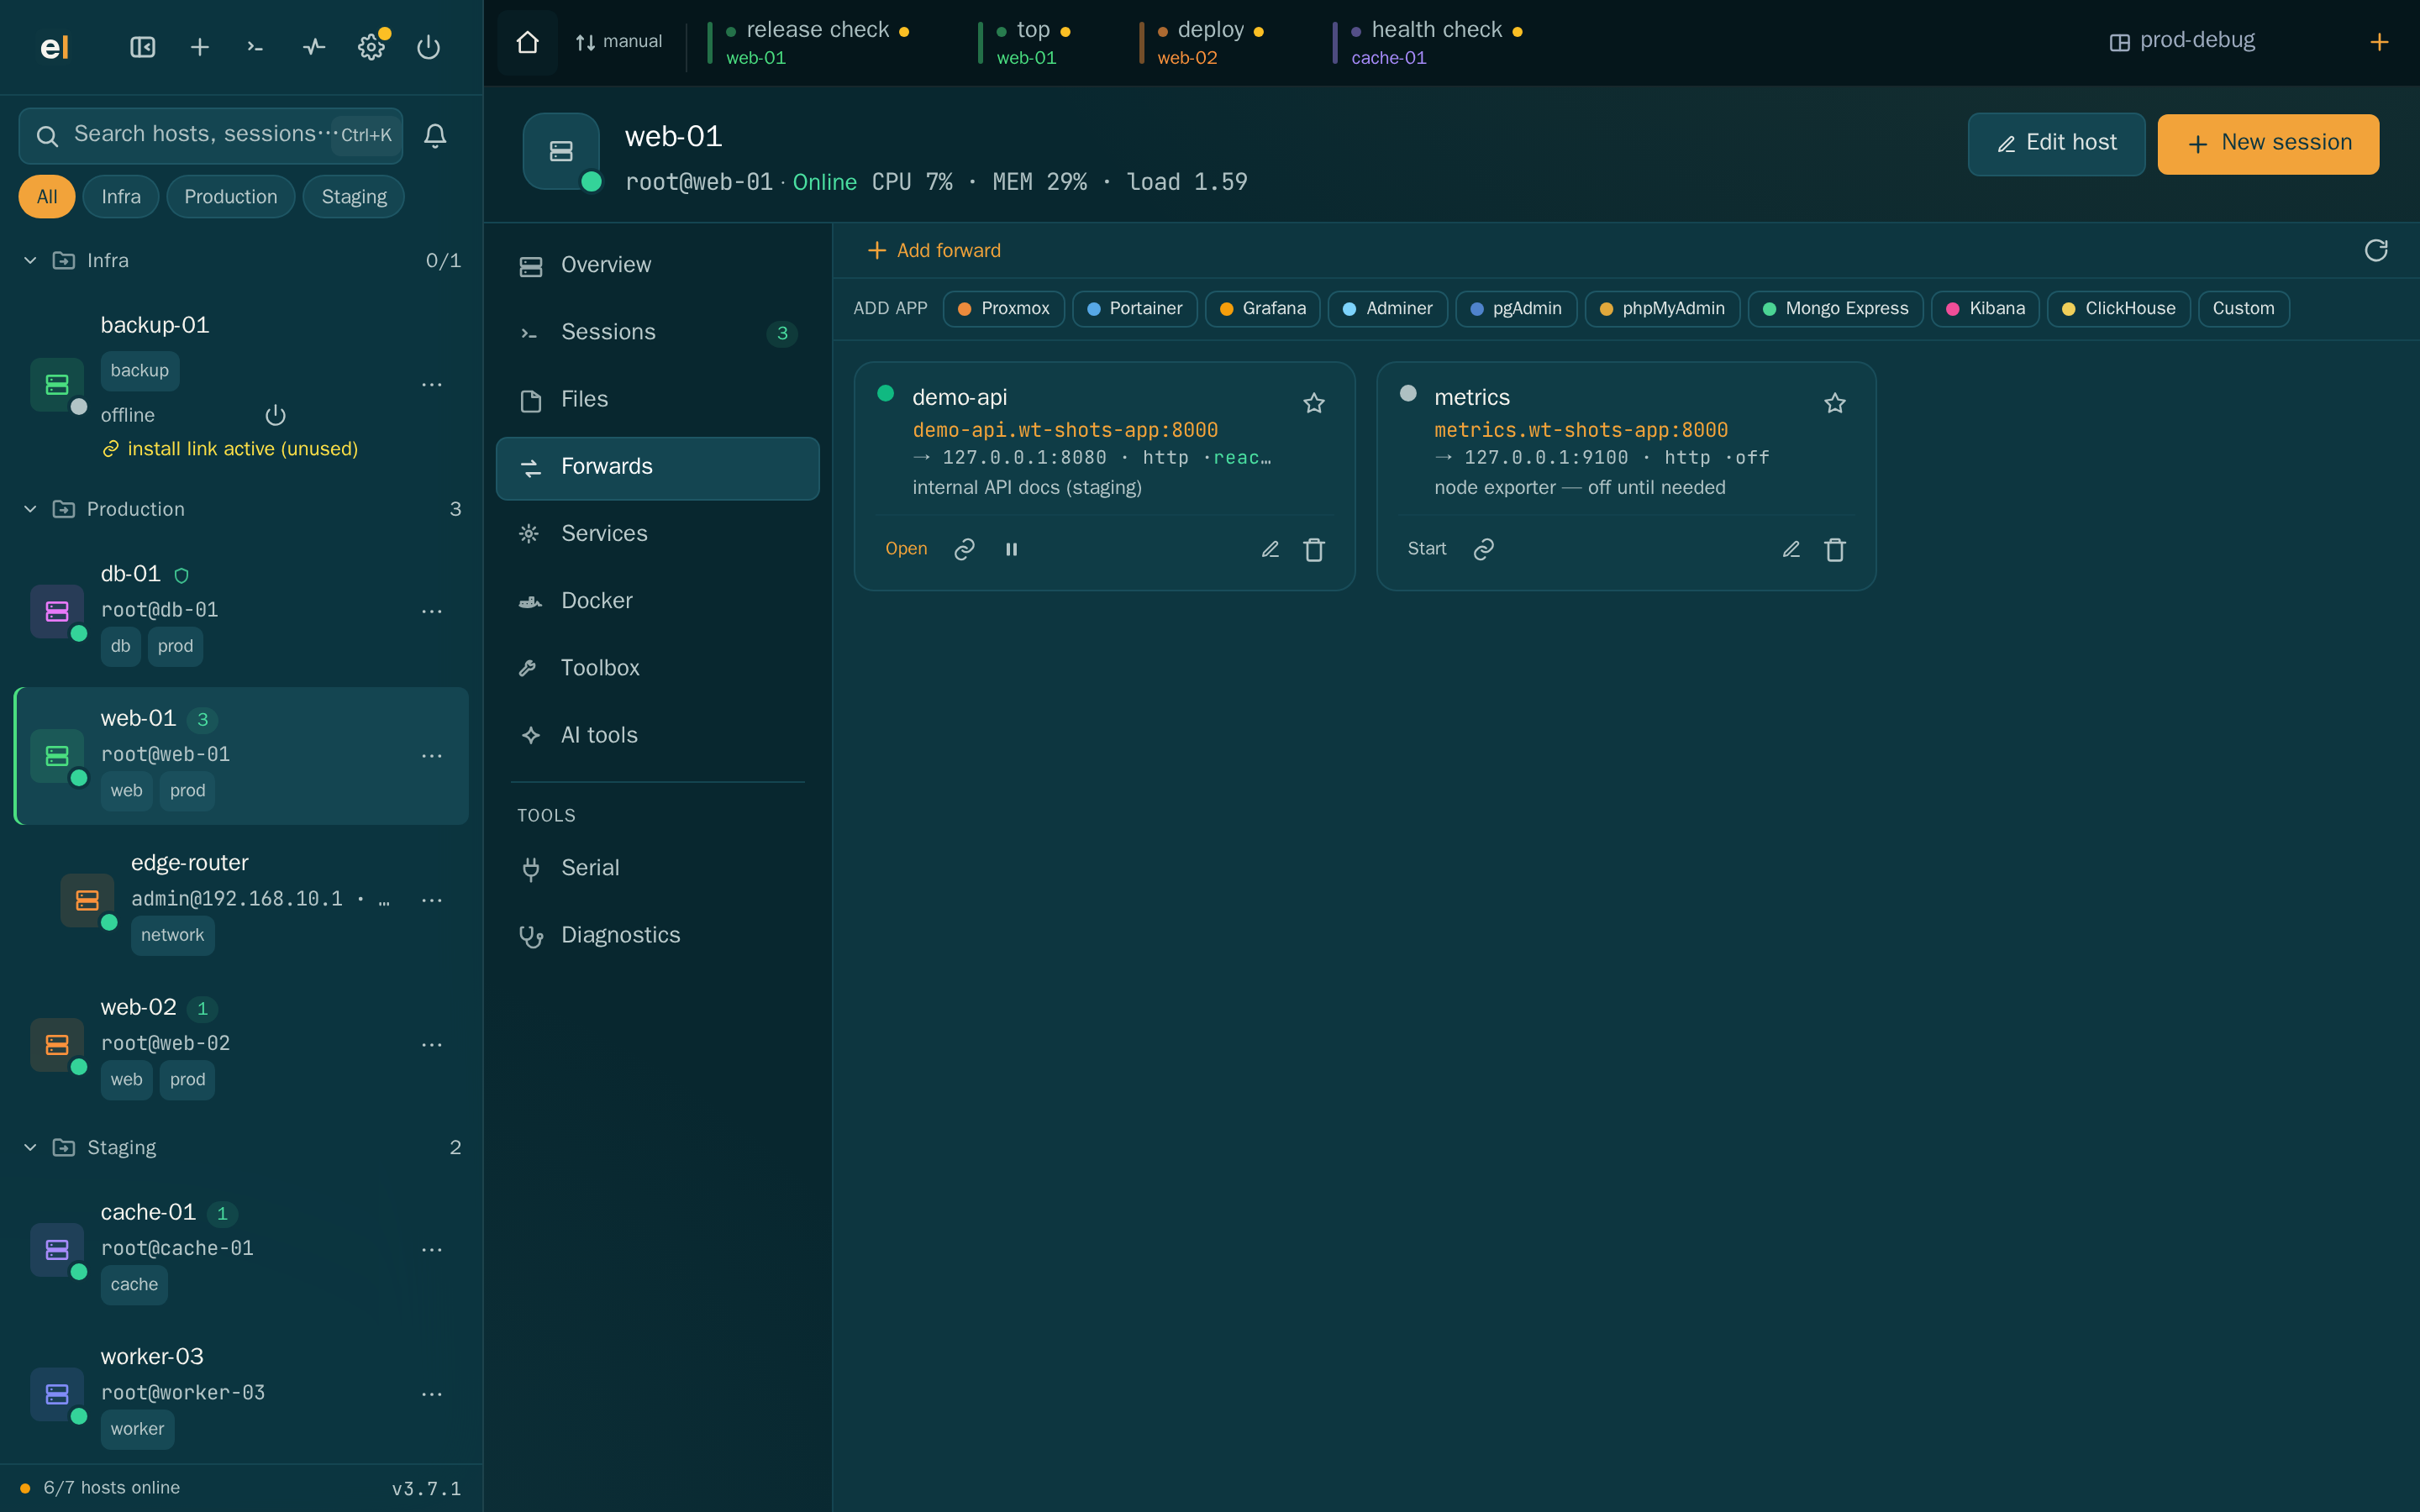 el
Search hosts, sessions… Ctrl+K
All Infra Production Staging
Infra 0/1
backup-01
backup
offline
install link active (unused)
Production 3
db-01
root@db-01
db prod
web-01 3
root@web-01
web prod
edge-router
admin@192.168.10.1 · …
network
web-02 1
root@web-02
web prod
Staging 2
cache-01 1
root@cache-01
cache
worker-03
root@worker-03
worker
6/7 hosts online v3.7.1
manual
release check
web-01
top
web-01
deploy
web-02
health check
cache-01
prod-debug
web-01
root@web-01 · Online CPU 7% · MEM 29% · load 1.59
Edit host
New session
Overview
Sessions 3
Files
Forwards
Services
Docker
Toolbox
AI tools
TOOLS
Serial
Diagnostics
Add forward
ADD APP Proxmox Portainer Grafana Adminer pgAdmin phpMyAdmin Mongo Express Kibana ClickHouse Custom
demo-api
demo-api.wt-shots-app:8000
→ 127.0.0.1:8080 · http ·reac…
internal API docs (staging)
Open
metrics
metrics.wt-shots-app:8000
→ 127.0.0.1:9100 · http ·off
node exporter — off until needed
Start